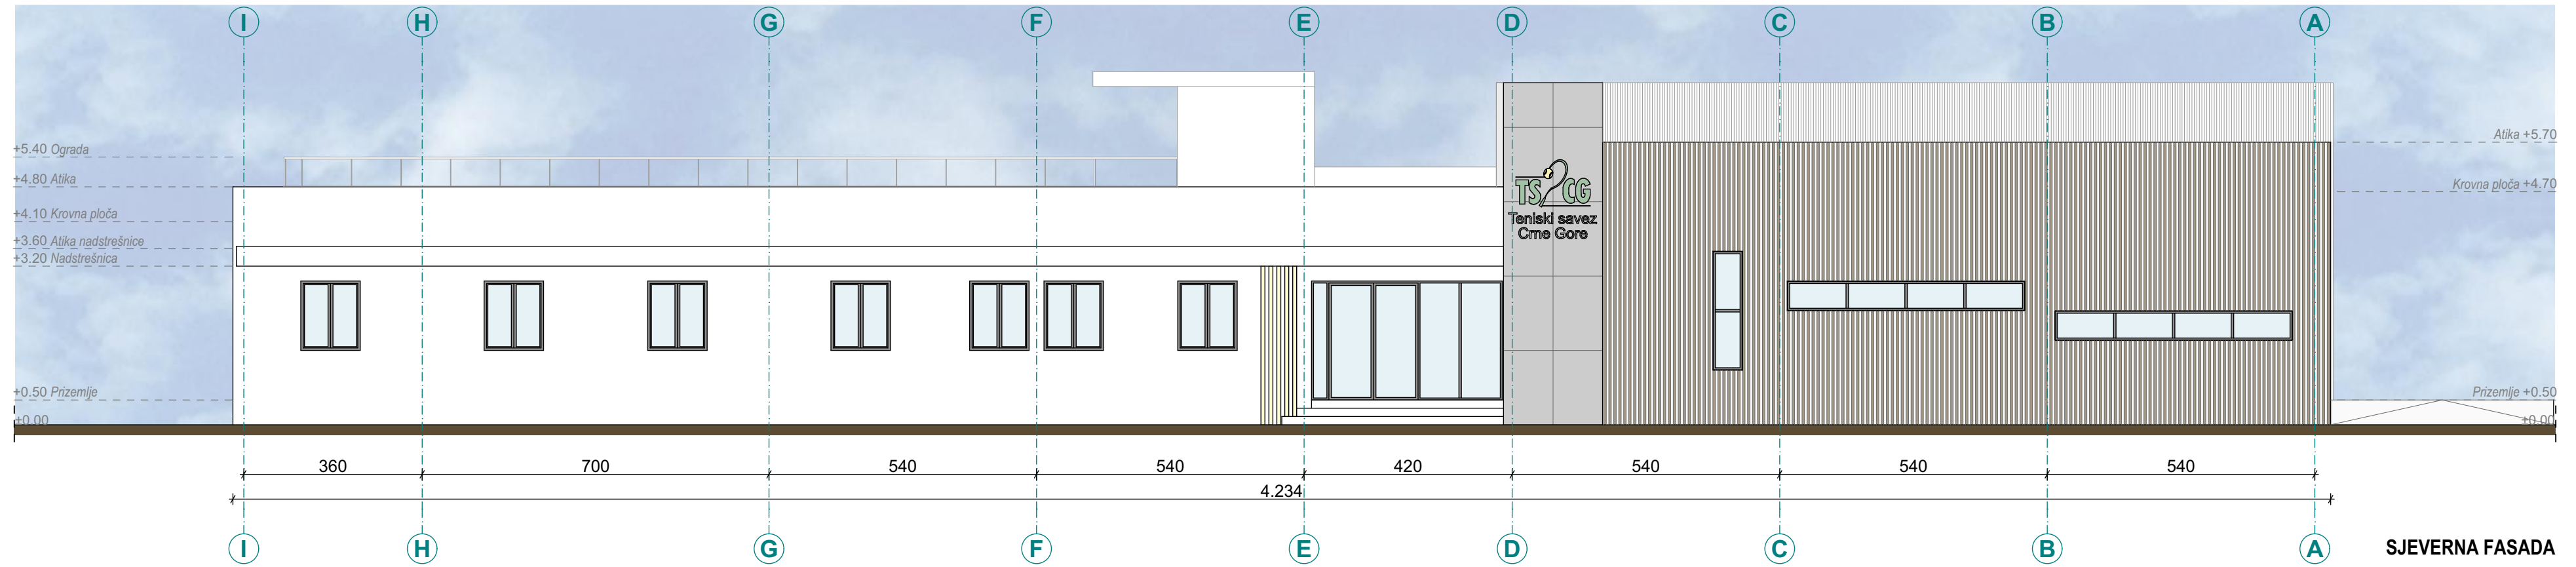 I H G F E D C B A
+5.40 Ograda
+4.80 Atika
+4.10 Krovna ploča
+3.60 Atika nadstrešnice
+3.20 Nadstrešnica
+0.50 Prizemlje
+0.00
TS CG
Teniski savez
Crne Gore
Atika +5.70
Krovna ploča +4.70
Prizemlje +0.50
+0.00
360 700 540 540 420 540 540 540
4.234
I H G F E D C B A
SJEVERNA FASADA